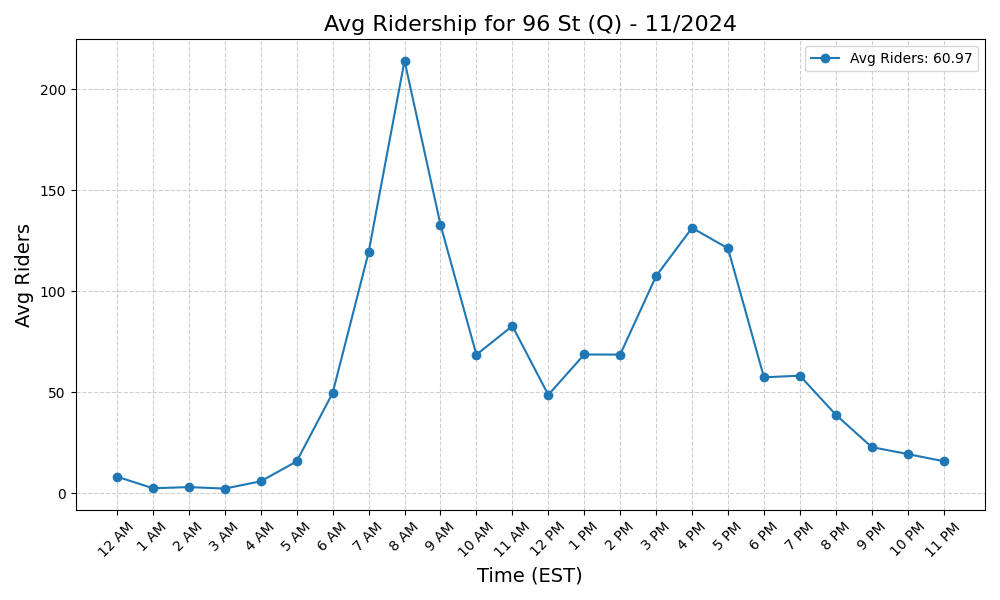 Avg Ridership for 96 St (Q) - 11/2024
Avg Riders: 60.97
Avg Riders
200
150
100
50
0
12 AM
1 AM
2 AM
3 AM
4 AM
5 AM
6 AM
7 AM
8 AM
9 AM
10 AM
11 AM
12 PM
1 PM
2 PM
3 PM
4 PM
5 PM
6 PM
7 PM
8 PM
9 PM
10 PM
11 PM
Time (EST)